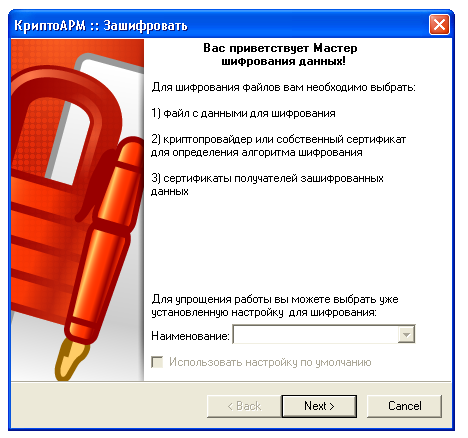 КриптоАРМ :: Зашифровать
Вас приветствует Мастер
шифрования данных!
Для шифрования файлов вам необходимо выбрать:
1) файл с данными для шифрования
2) криптопровайдер или собственный сертификат
для определения алгоритма шифрования
3) сертификаты получателей зашифрованных
данных
Для упрощения работы вы можете выбрать уже
установленную настройку для шифрования:
Наименование:
Использовать настройку по умолчанию
< Back
Next >
Cancel